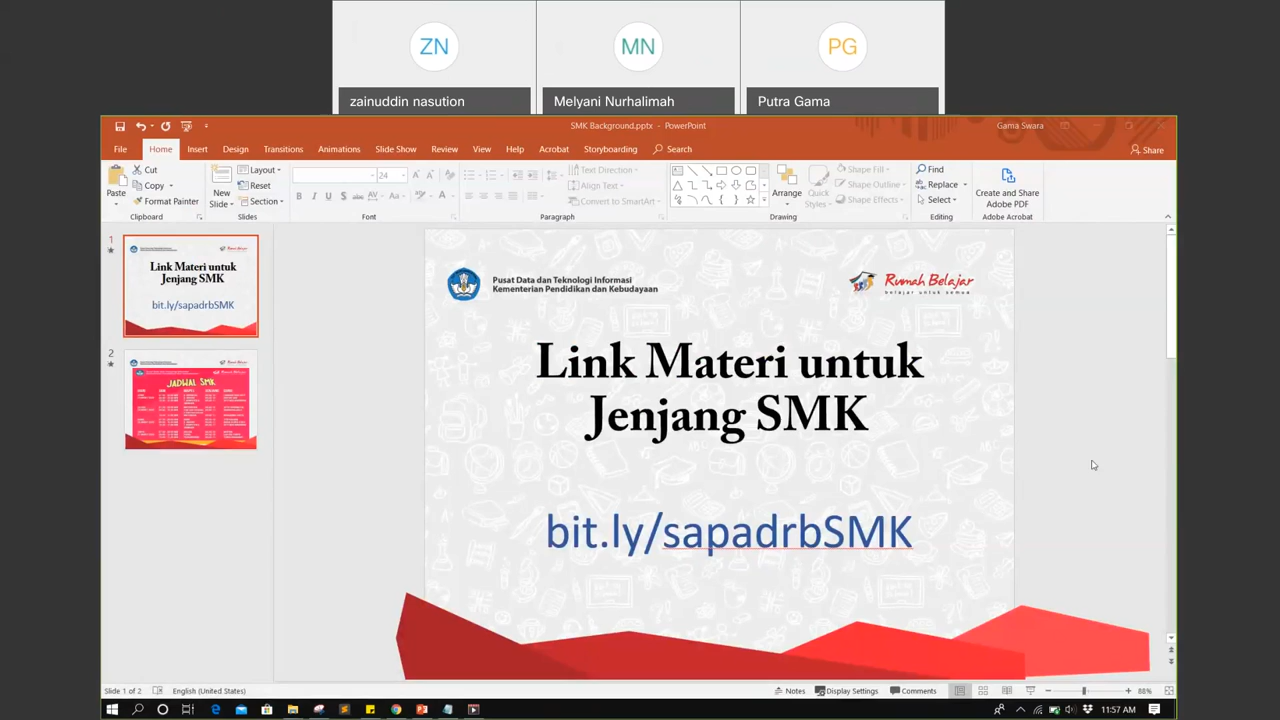 ZN
MN
PG
zainuddin nasution
Melyani Nurhalimah
Putra Gama
SMK Background.pptx - PowerPoint
Gama Swara
File Home Insert Design Transitions Animations Slide Show Review View Help Acrobat Storyboarding Search
Share
Paste
Cut
Copy
Format Painter
Clipboard
New
Slide
Layout
Reset
Section
Slides
24
Font
Text Direction
Align Text
Convert to SmartArt
Paragraph
Arrange
Quick
Styles
Shape Fill
Shape Outline
Shape Effects
Drawing
Find
Replace
Select
Editing
Create and Share
Adobe PDF
Adobe Acrobat
1
Link Materi untuk
Jenjang SMK
bit.ly/sapadrbSMK
2
JADWAL SMK
Pusat Data dan Teknologi Informasi
Kementerian Pendidikan dan Kebudayaan
Rumah Belajar
belajar untuk semua
Link Materi untuk
Jenjang SMK
bit.ly/sapadrbSMK
Slide 1 of 2
English (United States)
Notes
Display Settings
Comments
88%
11:57 AM